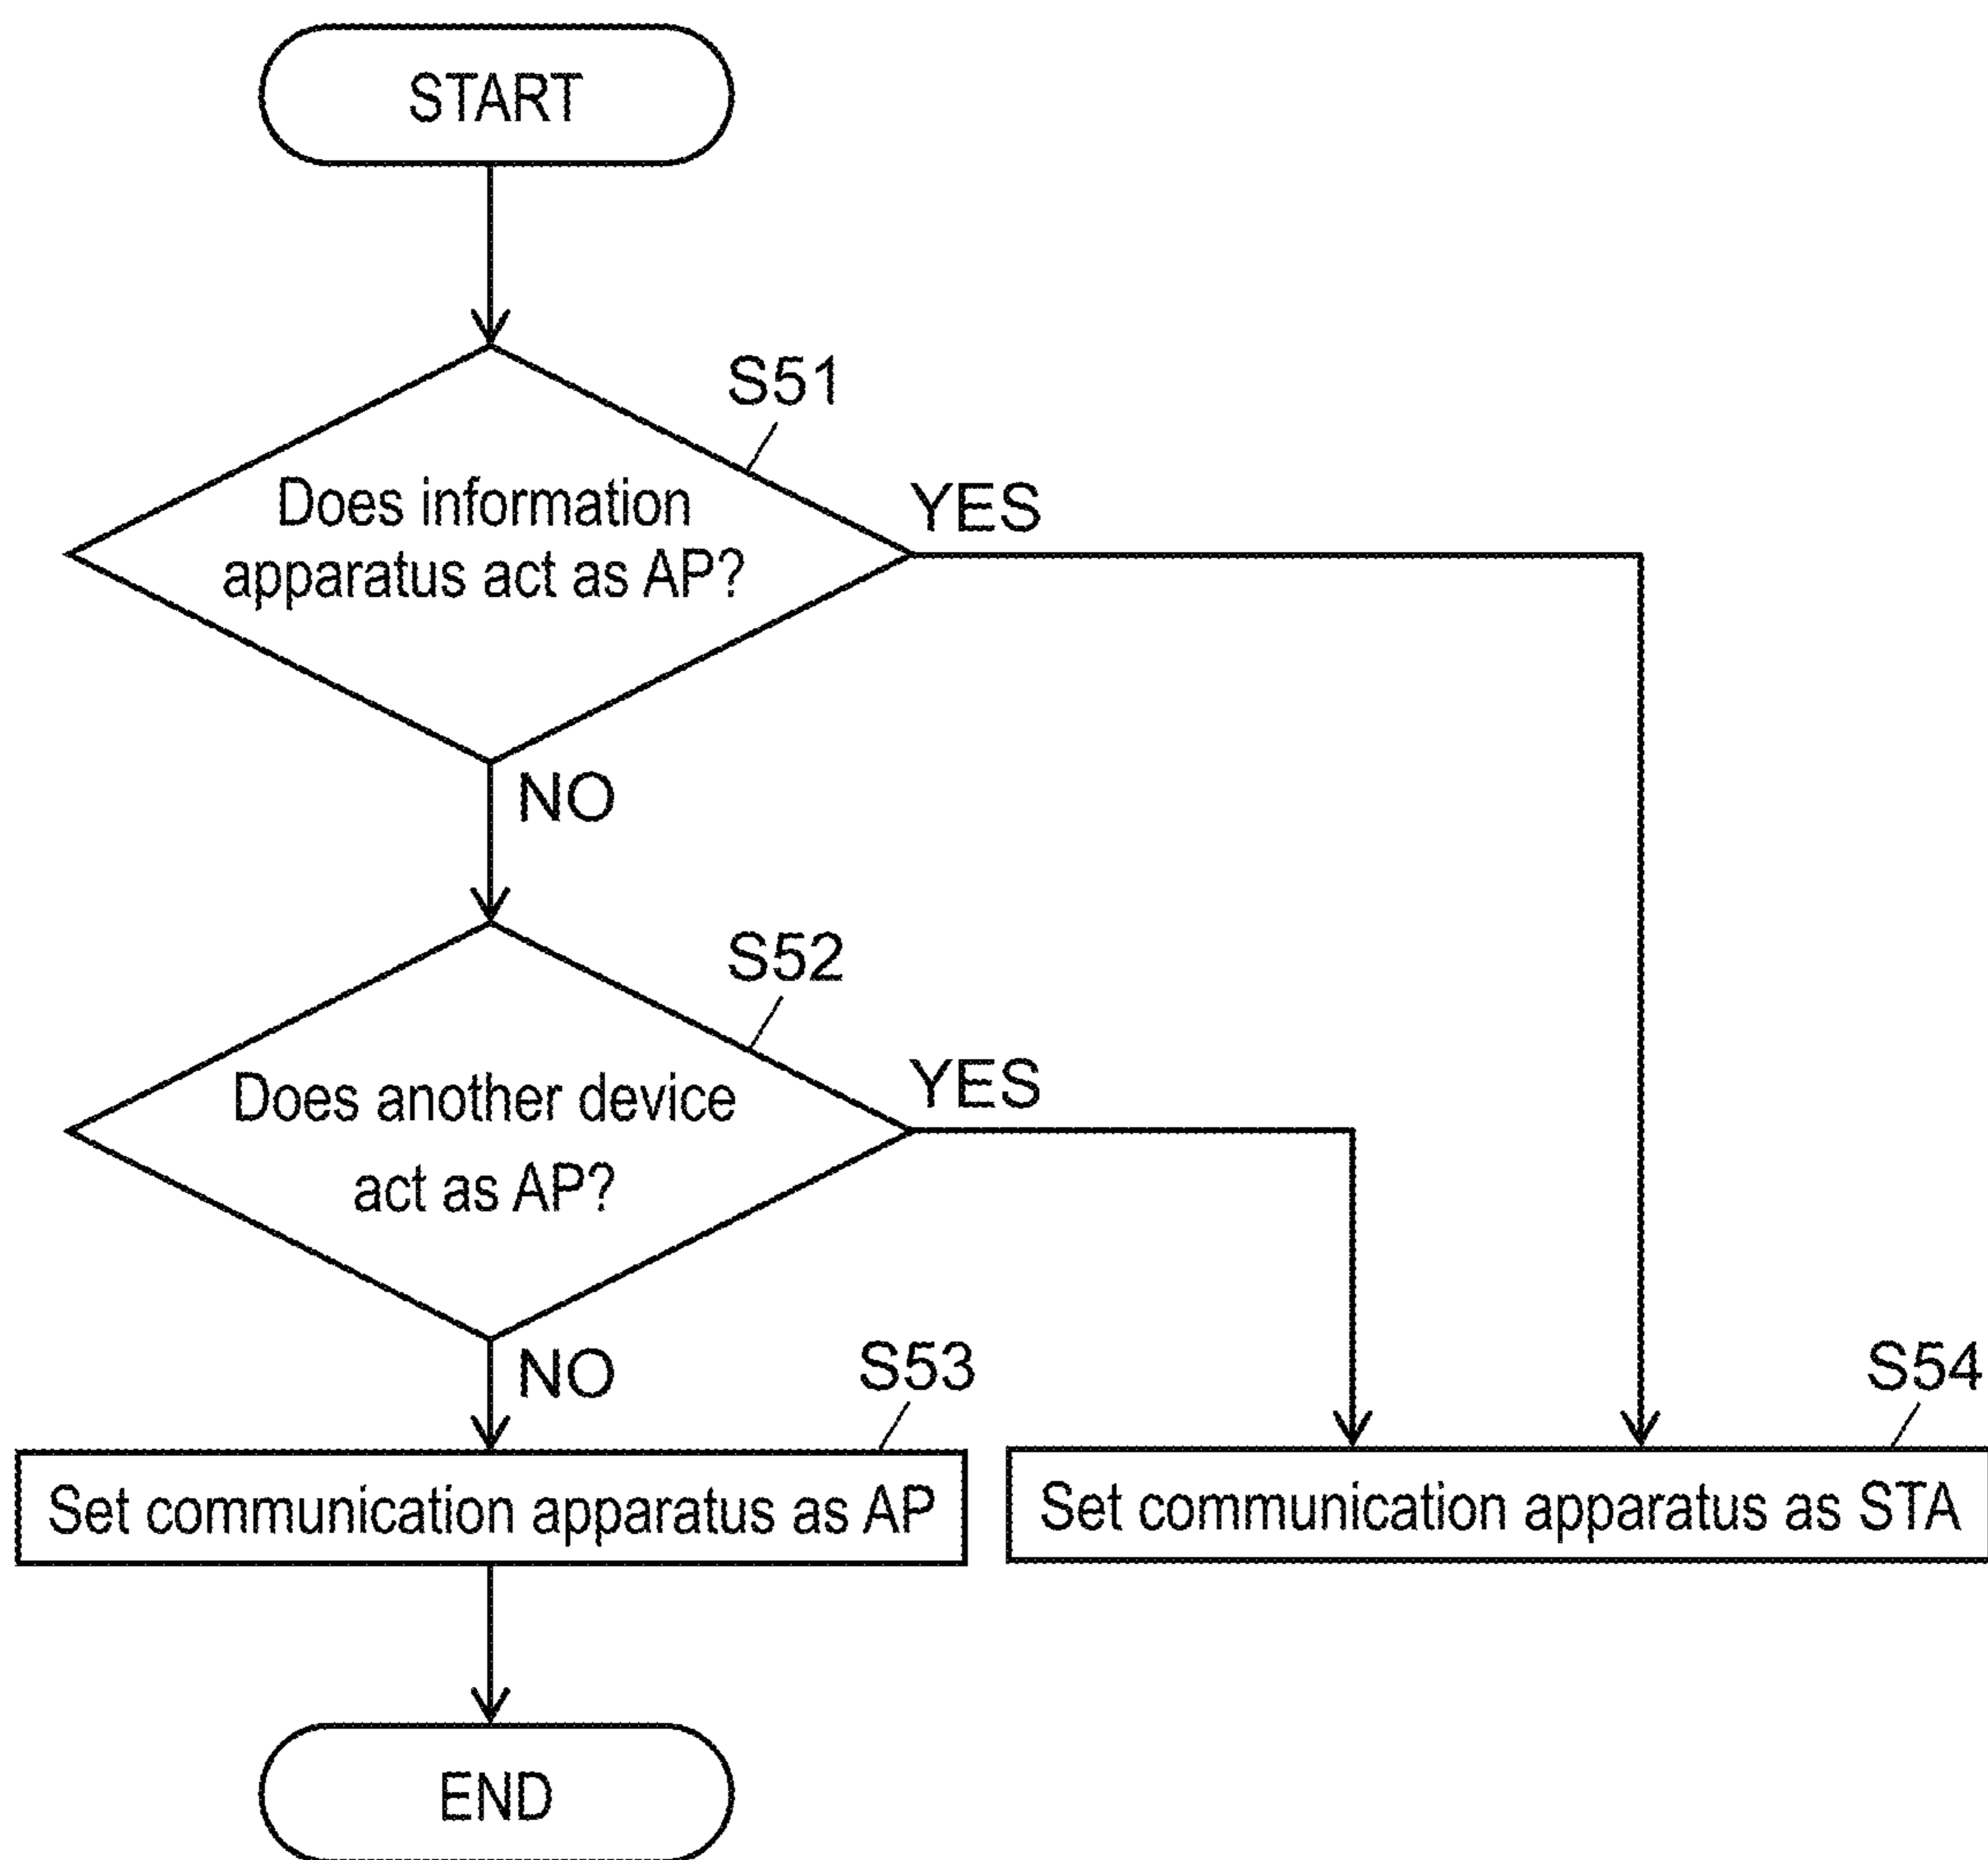 START
S51
Does information
apparatus act as AP?
YES
NO
S52
Does another device
act as AP?
YES
NO
S53
Set communication apparatus as AP
S54
Set communication apparatus as STA
END